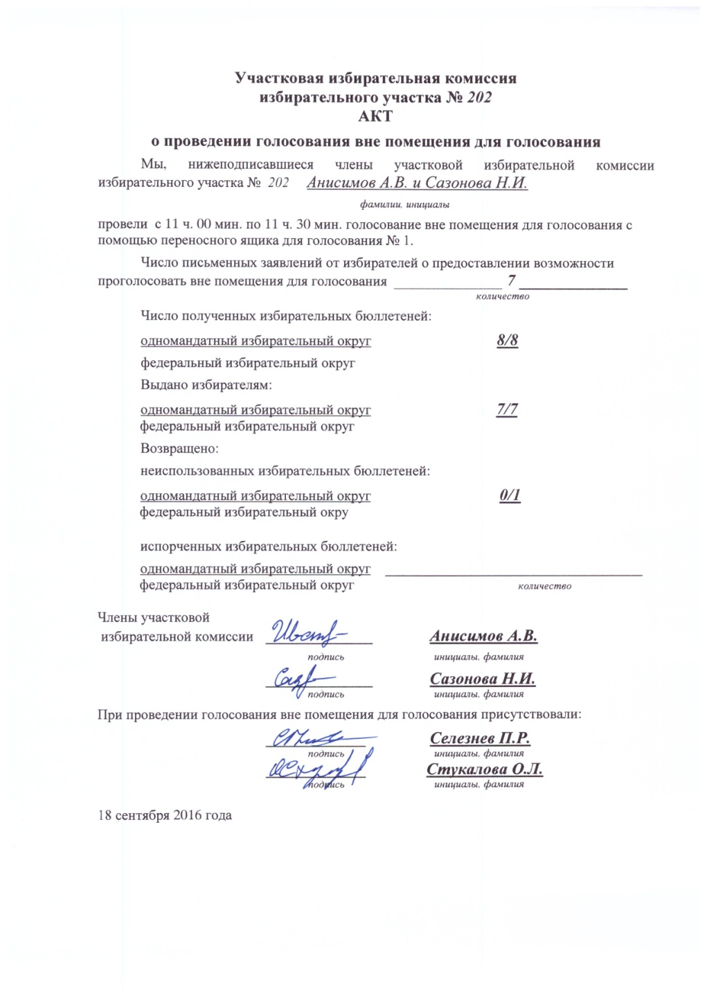 Участковая избирательная комиссия
избирательного участка № 202
АКТ
о проведении голосования вне помещения для голосования
Мы, нижеподписавшиеся члены участковой избирательной комиссии
избирательного участка № 202 Анисимов А.В. и Сазонова Н.И.
фамилии, инициалы
провели с 11 ч. 00 мин. по 11 ч. 30 мин. голосование вне помещения для голосования с
помощью переносного ящика для голосования № 1.
Число письменных заявлений от избирателей о предоставлении возможности
проголосовать вне помещения для голосования 7
количество
Число полученных избирательных бюллетеней:
одномандатный избирательный округ 8/8
федеральный избирательный округ
Выдано избирателям:
одномандатный избирательный округ 7/7
федеральный избирательный округ
Возвращено:
неиспользованных избирательных бюллетеней:
одномандатный избирательный округ 0/1
федеральный избирательный окру
испорченных избирательных бюллетеней:
одномандатный избирательный округ
федеральный избирательный округ количество
Члены участковой
избирательной комиссии Анисимов А.В.
подпись инициалы, фамилия
Сазонова Н.И.
подпись инициалы, фамилия
При проведении голосования вне помещения для голосования присутствовали:
Селезнев П.Р.
подпись инициалы, фамилия
Стукалова О.Л.
подпись инициалы, фамилия
18 сентября 2016 года